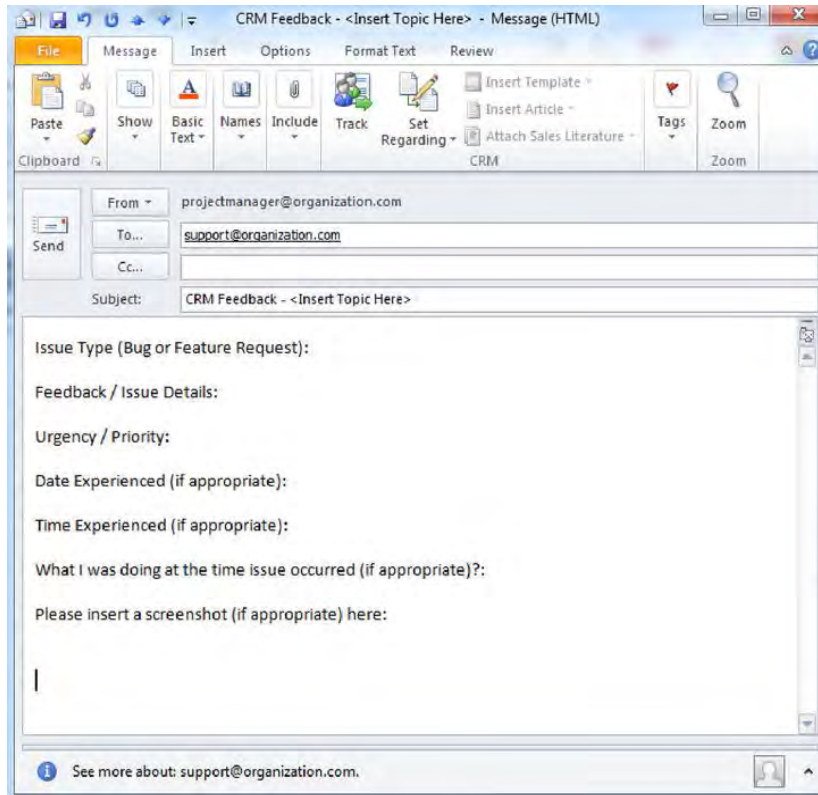 CRM Feedback - <Insert Topic Here> - Message (HTML)
File Message Insert Options Format Text Review
Paste
Show
Basic Text
Names
Include
Track
Set Regarding
Insert Template
Insert Article
Attach Sales Literature
Tags
Zoom
Clipboard
CRM
Zoom
Send
From projectmanager@organization.com
To... support@organization.com
Cc...
Subject: CRM Feedback - <Insert Topic Here>
Issue Type (Bug or Feature Request):
Feedback / Issue Details:
Urgency / Priority:
Date Experienced (if appropriate):
Time Experienced (if appropriate):
What I was doing at the time issue occurred (if appropriate)?:
Please insert a screenshot (if appropriate) here:
See more about: support@organization.com.